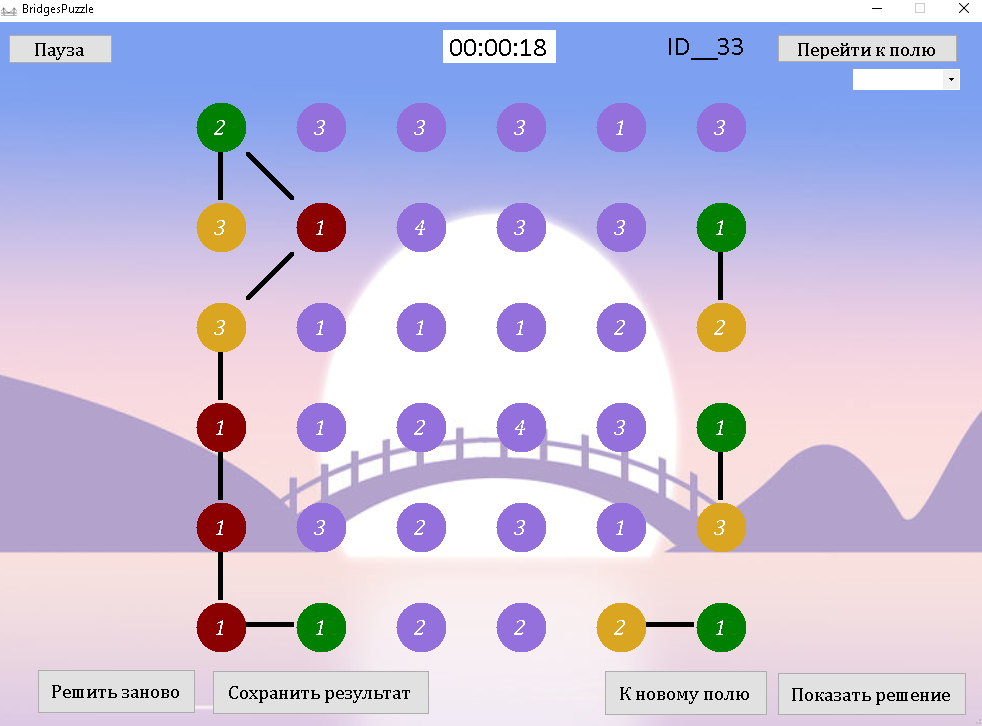 BridgesPuzzle
Пауза
00:00:18
ID__33
Перейти к полю
2 3 3 3 1 3
3 1 4 3 3 1
3 1 1 1 2 2
1 1 2 4 3 1
1 3 2 3 1 3
1 1 2 2 2 1
Решить заново
Сохранить результат
К новому полю
Показать решение